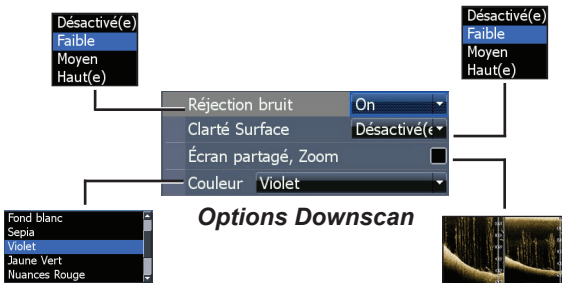 Désactivé(e)
Faible
Moyen
Haut(e)
Désactivé(e)
Faible
Moyen
Haut(e)
Réjection bruit On
Clarté Surface Désactivé(e
Écran partagé, Zoom
Couleur Violet
Options Downscan
Fond blanc
Sepia
Violet
Jaune Vert
Nuances Rouge